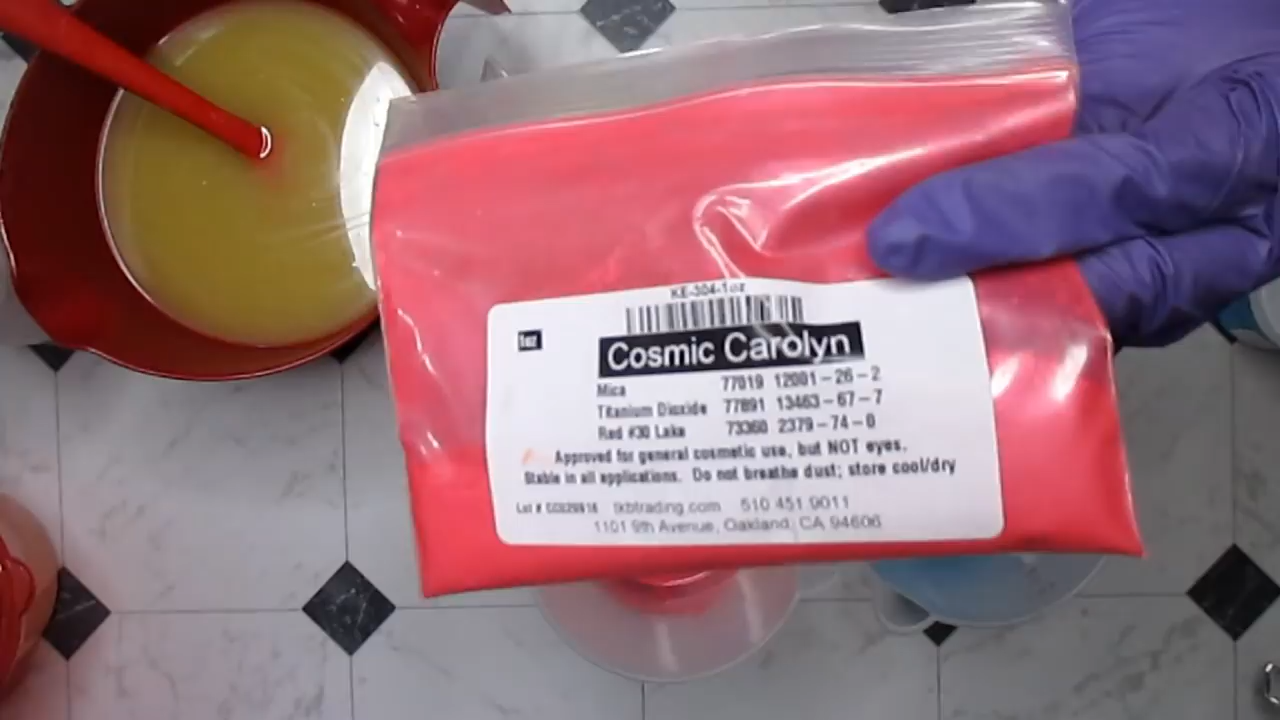 KE-304-1oz
1oz
Cosmic Carolyn
Mica 77019 12001-26-2
Titanium Dioxide 77891 13463-67-7
Red #30 Lake 73360 2379-74-0
Approved for general cosmetic use, but NOT eyes.
Stable in all applications. Do not breathe dust; store cool/dry
Lot # tkbtrading.com 510 451 9011
1101 9th Avenue, Oakland, CA 94606